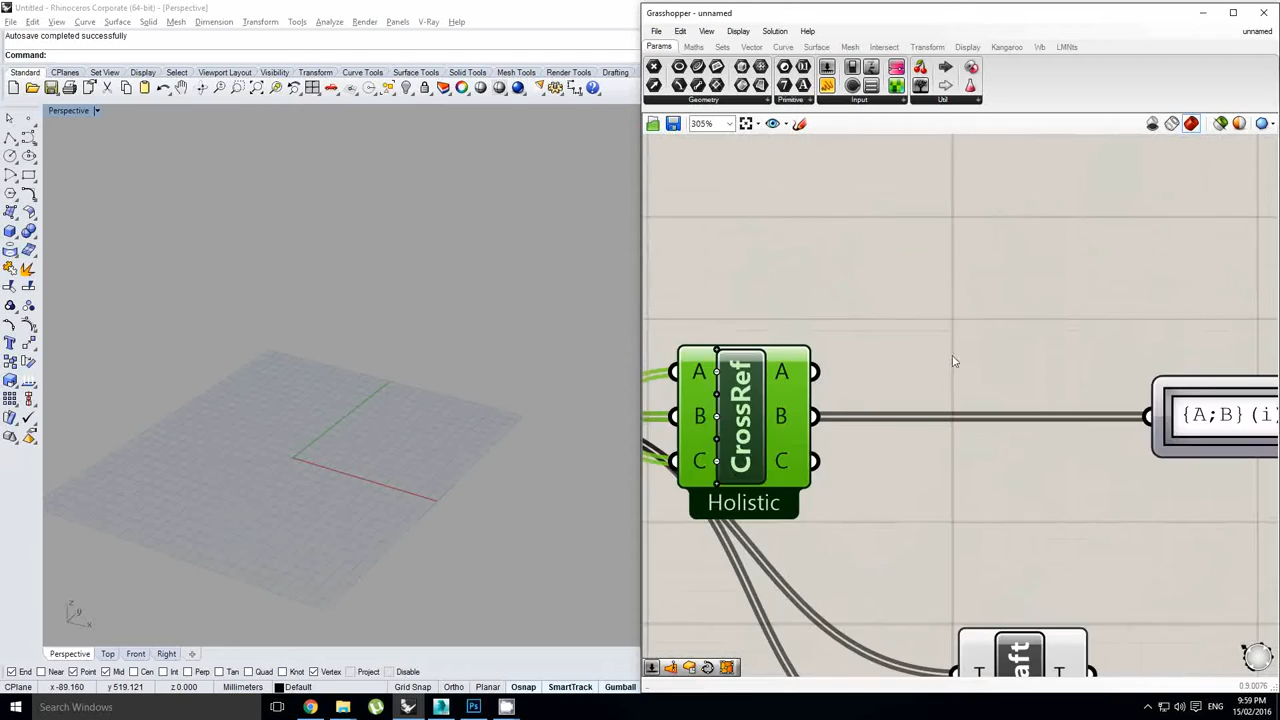 Untitled - Rhinoceros Corporate (64-bit) - [Perspective]
File Edit View Curve Surface Solid Mesh Dimension Transform Tools Analyze Render Panels V-Ray Help
Autosave completed successfully
Command:
Standard CPlanes Set View Display Select Viewport Layout Visibility Transform Curve Tools Surface Tools Solid Tools Mesh Tools Render Tools Drafting
Perspective
z y x
Perspective Top Front Right
End Near Point Mid Cen Int Perp Tan Quad Knot Vertex Project Disable
CPlane x -89.160 y 519.121 z 0.000 Millimeters Default Grid Snap Ortho Planar Osnap SmartTrack Gumball
Grasshopper - unnamed
File Edit View Display Solution Help unnamed
Params Maths Sets Vector Curve Surface Mesh Intersect Transform Display Kangaroo Wb LMNts
Geometry Primitive Input Util
305%
A A
B CrossRef B
C C
Holistic
{A;B}(i
T T
0.9.0076
Search Windows
ENG
9:59 PM
15/02/2016